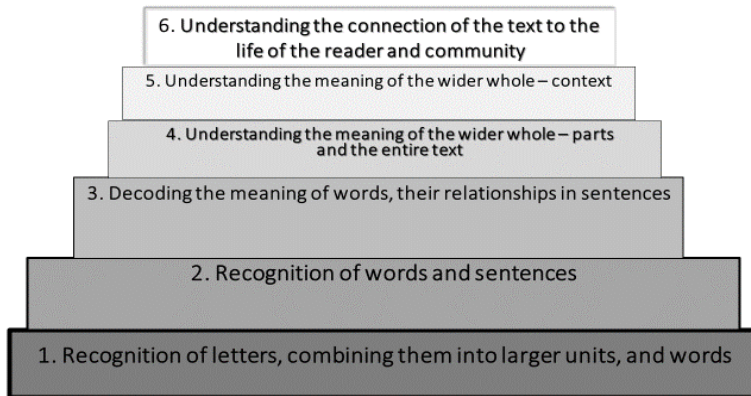 6. Understanding the connection of the text to the
life of the reader and community
5. Understanding the meaning of the wider whole – context
4. Understanding the meaning of the wider whole – parts
and the entire text
3. Decoding the meaning of words, their relationships in sentences
2. Recognition of words and sentences
1. Recognition of letters, combining them into larger units, and words